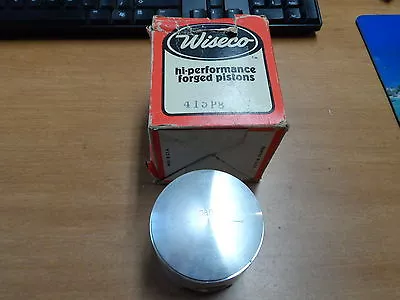 Wiseco
hi-performance
forged pistons
415P8